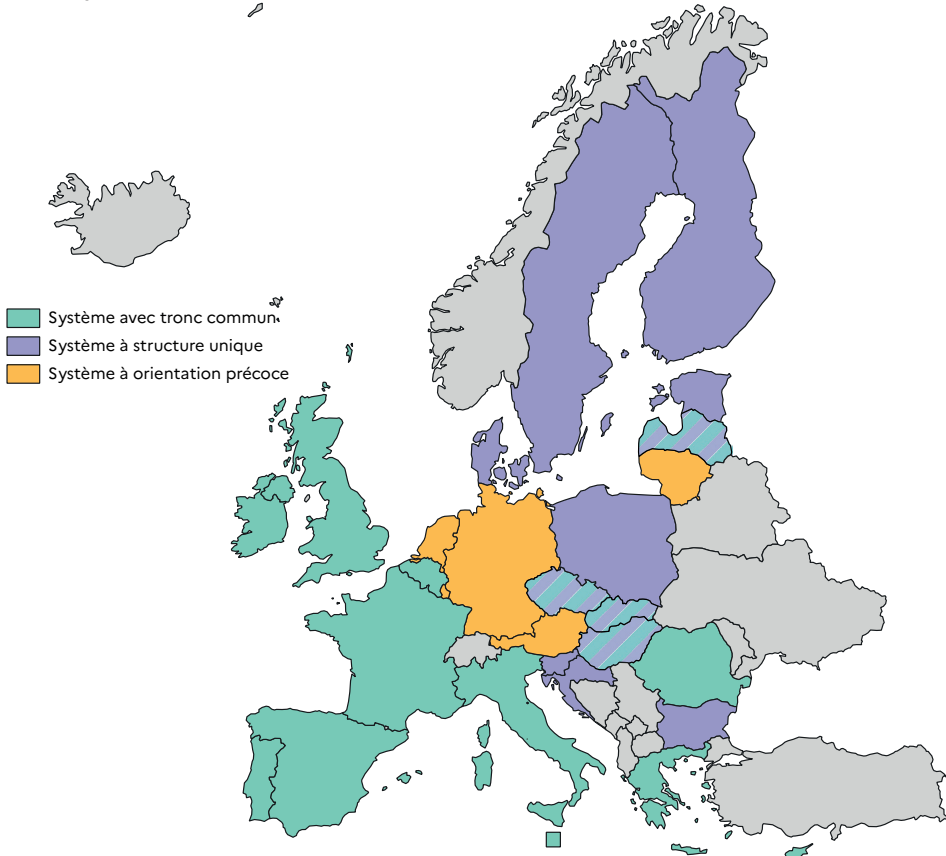 Système avec tronc commun
Système à structure unique
Système à orientation précoce